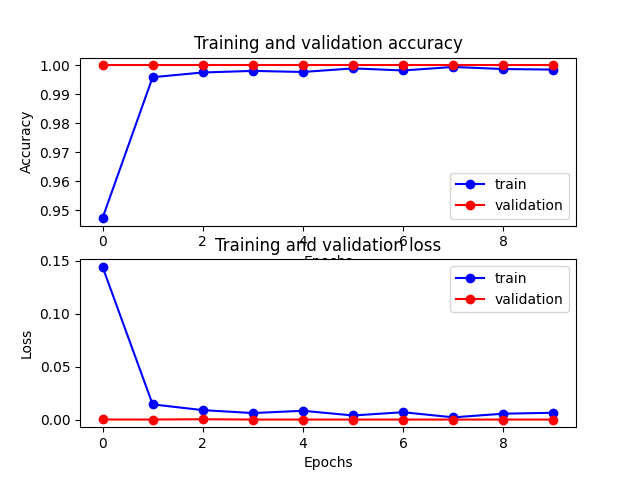 Training and validation accuracy
1.00
0.99
0.98
0.97
0.96
0.95
Accuracy
train
validation
0 2 4 6 8
Epochs
Training and validation loss
0.15
0.10
0.05
0.00
Loss
train
validation
0 2 4 6 8
Epochs